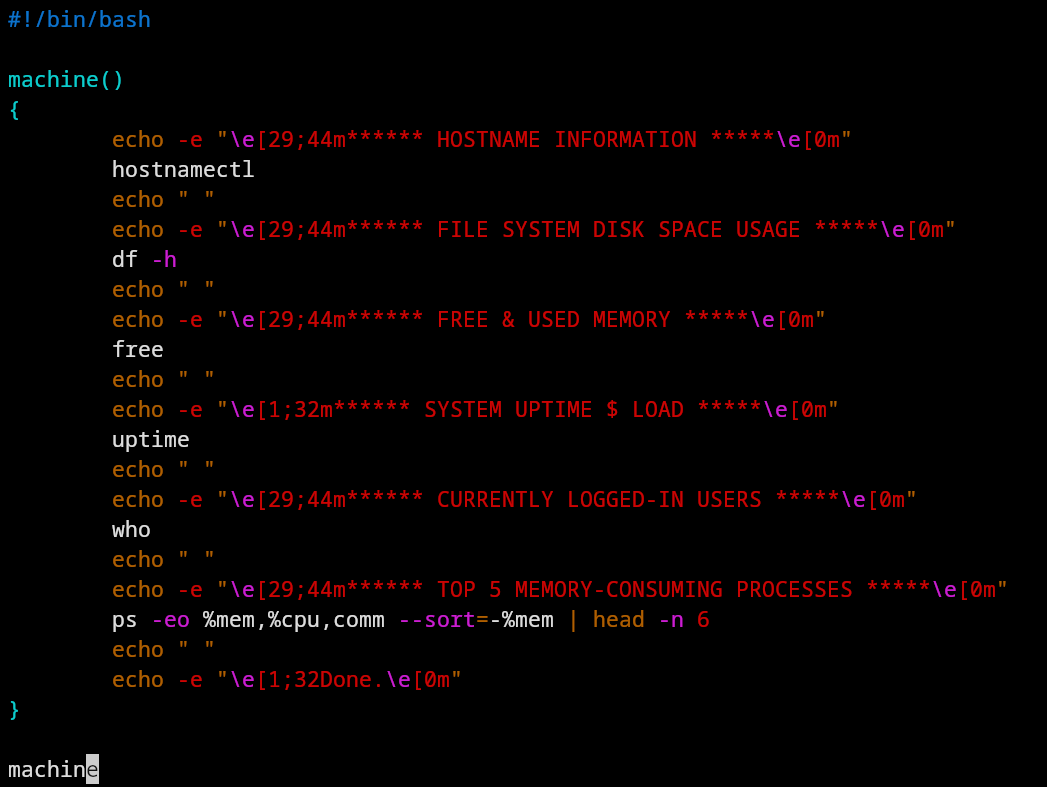 #!/bin/bash

machine()
{
        echo -e "\e[29;44m****** HOSTNAME INFORMATION *****\e[0m"
        hostnamectl
        echo " "
        echo -e "\e[29;44m****** FILE SYSTEM DISK SPACE USAGE *****\e[0m"
        df -h
        echo " "
        echo -e "\e[29;44m****** FREE & USED MEMORY *****\e[0m"
        free
        echo " "
        echo -e "\e[1;32m****** SYSTEM UPTIME $ LOAD *****\e[0m"
        uptime
        echo " "
        echo -e "\e[29;44m****** CURRENTLY LOGGED-IN USERS *****\e[0m"
        who
        echo " "
        echo -e "\e[29;44m****** TOP 5 MEMORY-CONSUMING PROCESSES *****\e[0m"
        ps -eo %mem,%cpu,comm --sort=-%mem | head -n 6
        echo " "
        echo -e "\e[1;32Done.\e[0m"
}

machine